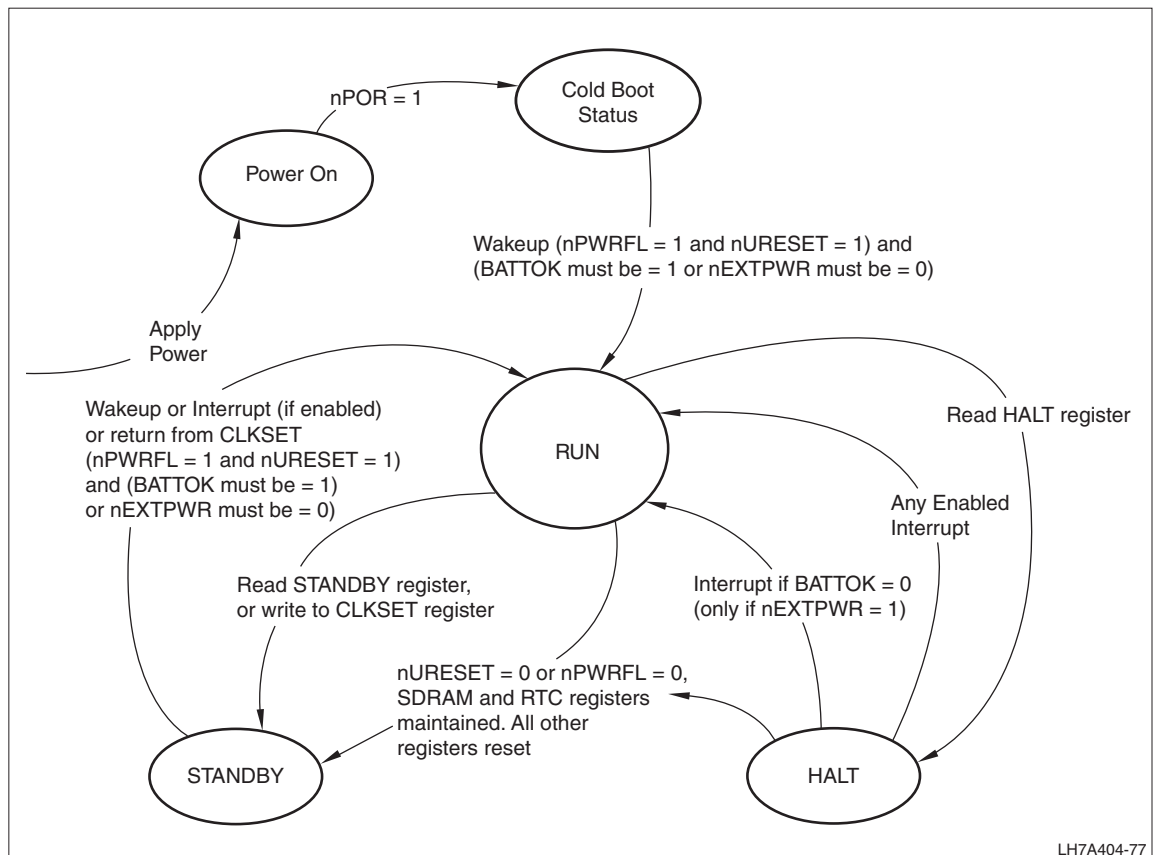 nPOR = 1
Cold Boot
Status
Power On
Wakeup (nPWRFL = 1 and nURESET = 1) and
(BATTOK must be = 1 or nEXTPWR must be = 0)
Apply
Power
Wakeup or Interrupt (if enabled)
or return from CLKSET
(nPWRFL = 1 and nURESET = 1)
and (BATTOK must be = 1)
or nEXTPWR must be = 0)
RUN
Read HALT register
Any Enabled
Interrupt
Read STANDBY register,
or write to CLKSET register
Interrupt if BATTOK = 0
(only if nEXTPWR = 1)
nURESET = 0 or nPWRFL = 0,
SDRAM and RTC registers
maintained. All other
registers reset
STANDBY
HALT
LH7A404-77